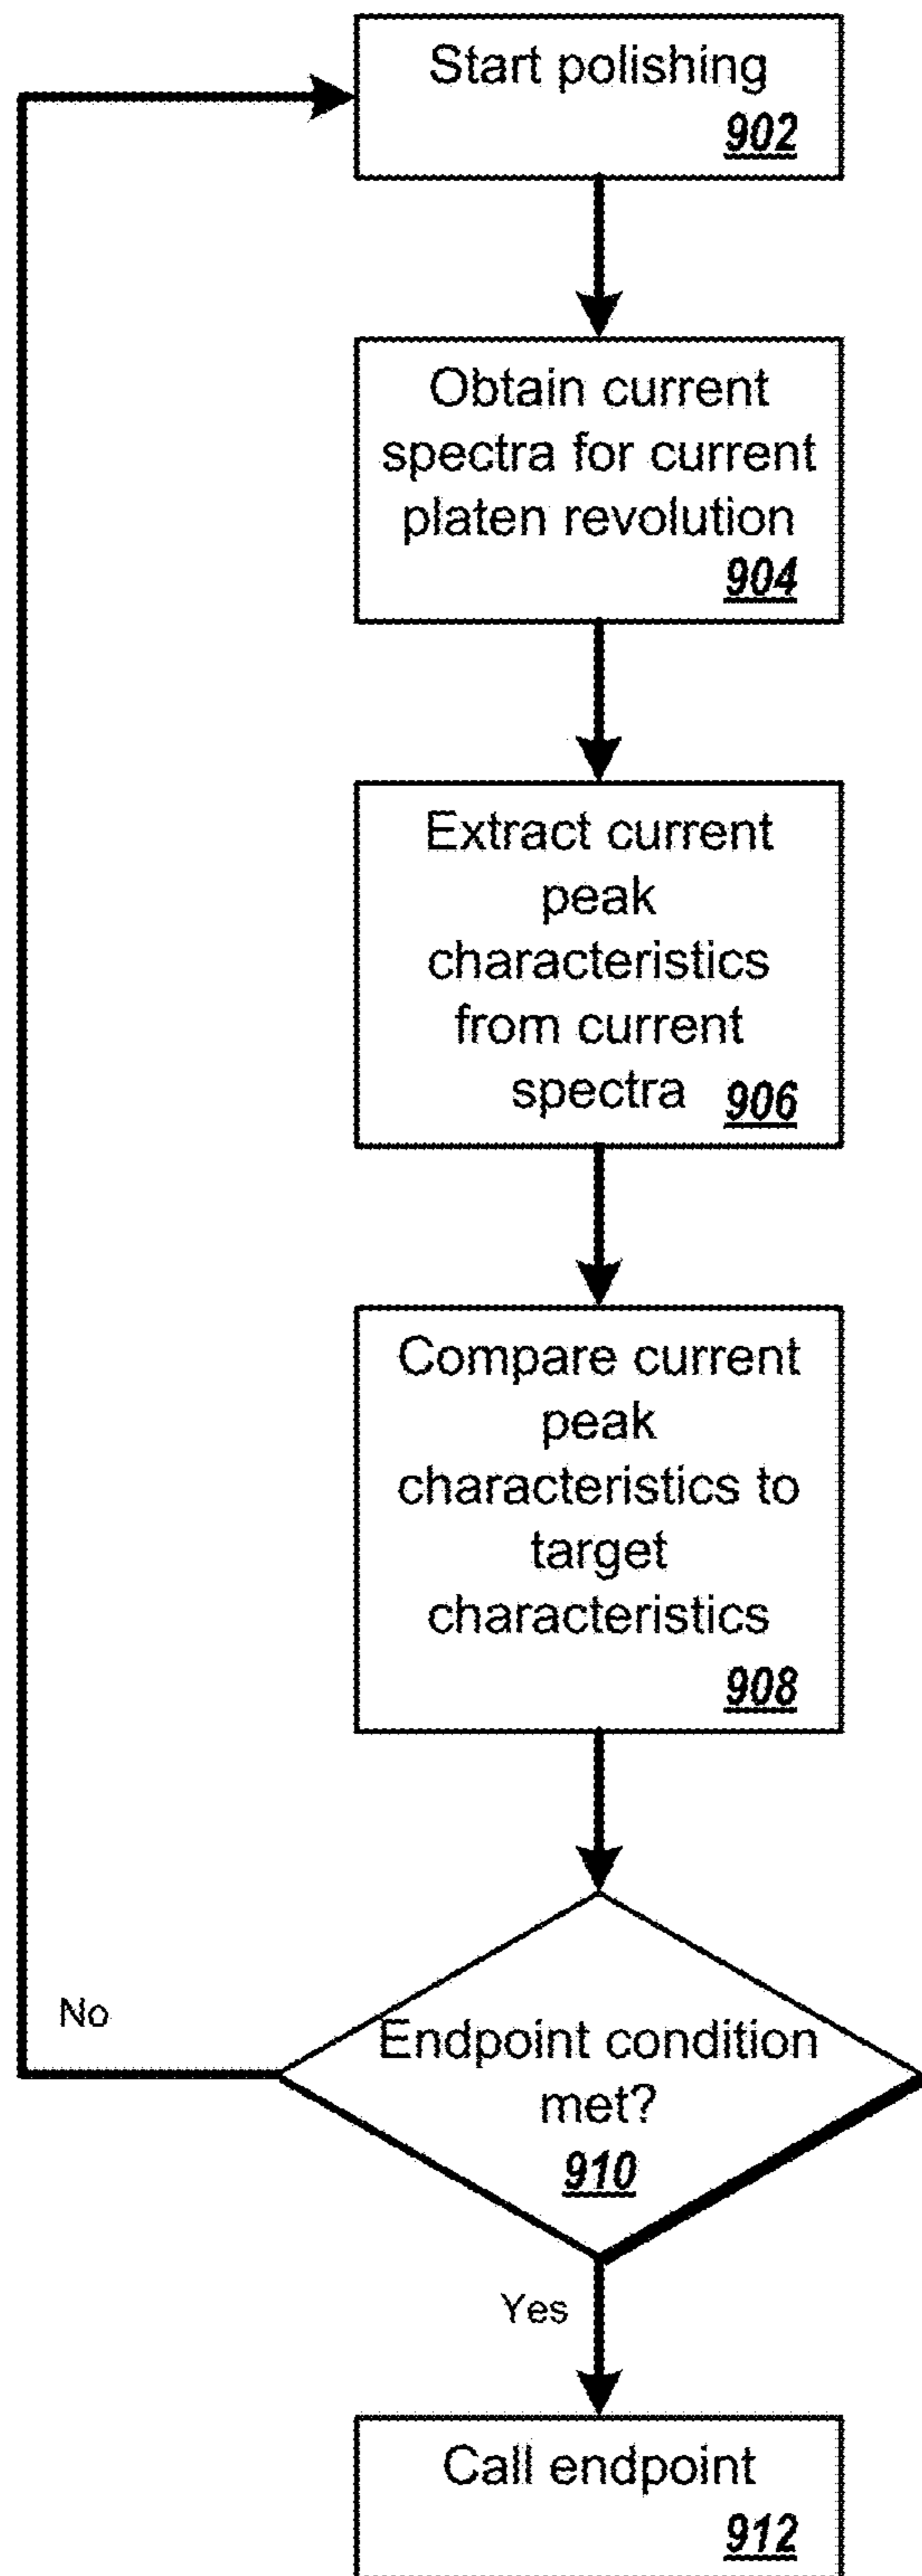 Start polishing
902
Obtain current
spectra for current
platen revolution
904
Extract current
peak
characteristics
from current
spectra 906
Compare current
peak
characteristics to
target
characteristics
908
No
Endpoint condition
met?
910
Yes
Call endpoint
912